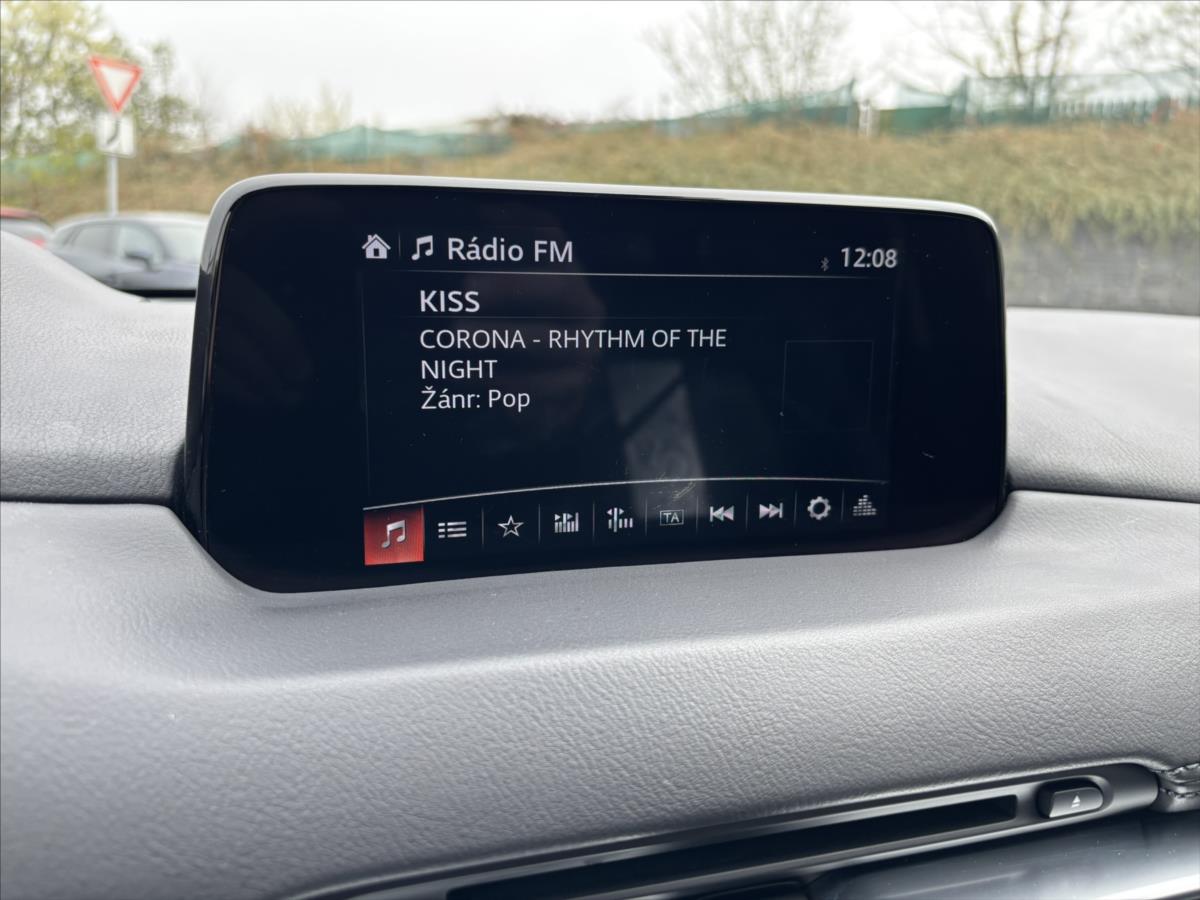 Rádio FM
12:08
KISS
CORONA - RHYTHM OF THE
NIGHT
Žánr: Pop
TA